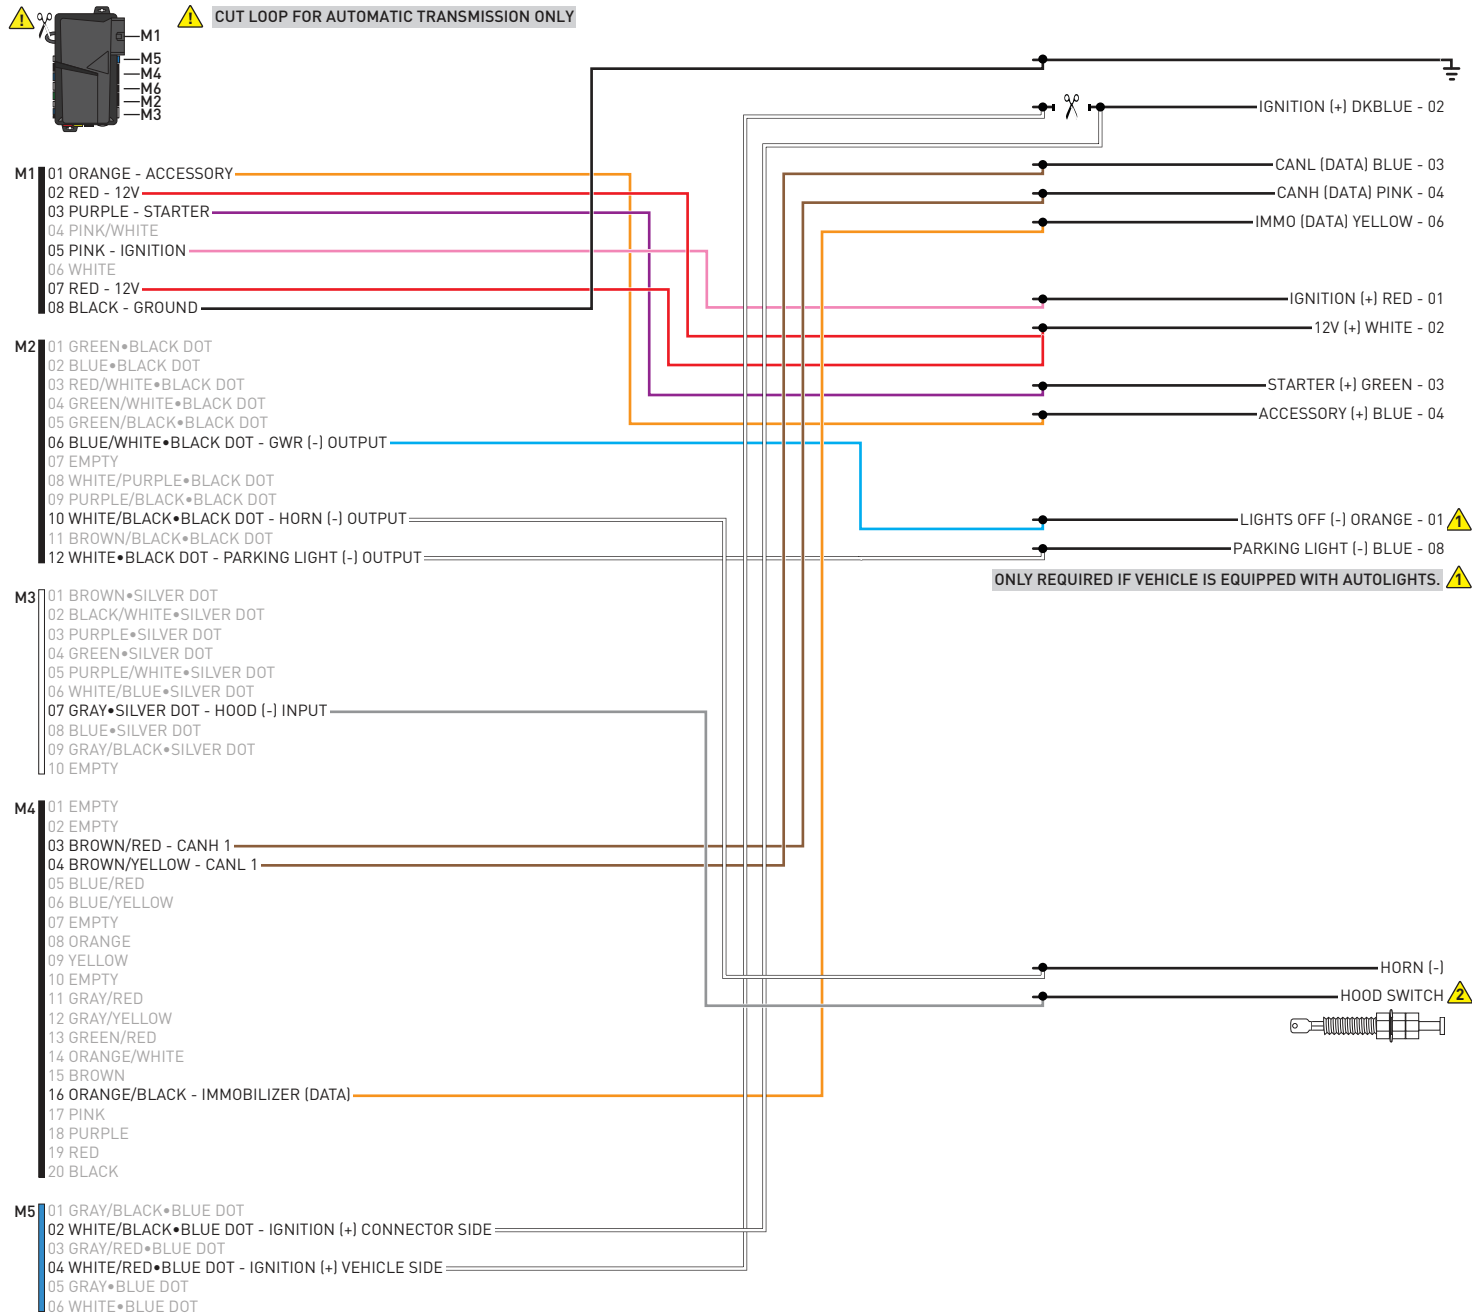 !
! CUT LOOP FOR AUTOMATIC TRANSMISSION ONLY
M1
M5
M4
M6
M2
M3
M1
01 ORANGE - ACCESSORY
02 RED - 12V
03 PURPLE - STARTER
04 PINK/WHITE
05 PINK - IGNITION
06 WHITE
07 RED - 12V
08 BLACK - GROUND
M2
01 GREEN•BLACK DOT
02 BLUE•BLACK DOT
03 RED/WHITE•BLACK DOT
04 GREEN/WHITE•BLACK DOT
05 GREEN/BLACK•BLACK DOT
06 BLUE/WHITE•BLACK DOT - GWR (-) OUTPUT
07 EMPTY
08 WHITE/PURPLE•BLACK DOT
09 PURPLE/BLACK•BLACK DOT
10 WHITE/BLACK•BLACK DOT - HORN (-) OUTPUT
11 BROWN/BLACK•BLACK DOT
12 WHITE•BLACK DOT - PARKING LIGHT (-) OUTPUT
M3
01 BROWN•SILVER DOT
02 BLACK/WHITE•SILVER DOT
03 PURPLE•SILVER DOT
04 GREEN•SILVER DOT
05 PURPLE/WHITE•SILVER DOT
06 WHITE/BLUE•SILVER DOT
07 GRAY•SILVER DOT - HOOD (-) INPUT
08 BLUE•SILVER DOT
09 GRAY/BLACK•SILVER DOT
10 EMPTY
M4
01 EMPTY
02 EMPTY
03 BROWN/RED - CANH 1
04 BROWN/YELLOW - CANL 1
05 BLUE/RED
06 BLUE/YELLOW
07 EMPTY
08 ORANGE
09 YELLOW
10 EMPTY
11 GRAY/RED
12 GRAY/YELLOW
13 GREEN/RED
14 ORANGE/WHITE
15 BROWN
16 ORANGE/BLACK - IMMOBILIZER (DATA)
17 PINK
18 PURPLE
19 RED
20 BLACK
M5
01 GRAY/BLACK•BLUE DOT
02 WHITE/BLACK•BLUE DOT - IGNITION (+) CONNECTOR SIDE
03 GRAY/RED•BLUE DOT
04 WHITE/RED•BLUE DOT - IGNITION (+) VEHICLE SIDE
05 GRAY•BLUE DOT
06 WHITE•BLUE DOT
IGNITION (+) DKBLUE - 02
CANL (DATA) BLUE - 03
CANH (DATA) PINK - 04
IMMO (DATA) YELLOW - 06
IGNITION (+) RED - 01
12V (+) WHITE - 02
STARTER (+) GREEN - 03
ACCESSORY (+) BLUE - 04
LIGHTS OFF (-) ORANGE - 01 1
PARKING LIGHT (-) BLUE - 08
ONLY REQUIRED IF VEHICLE IS EQUIPPED WITH AUTOLIGHTS. 1
HORN (-)
HOOD SWITCH 2